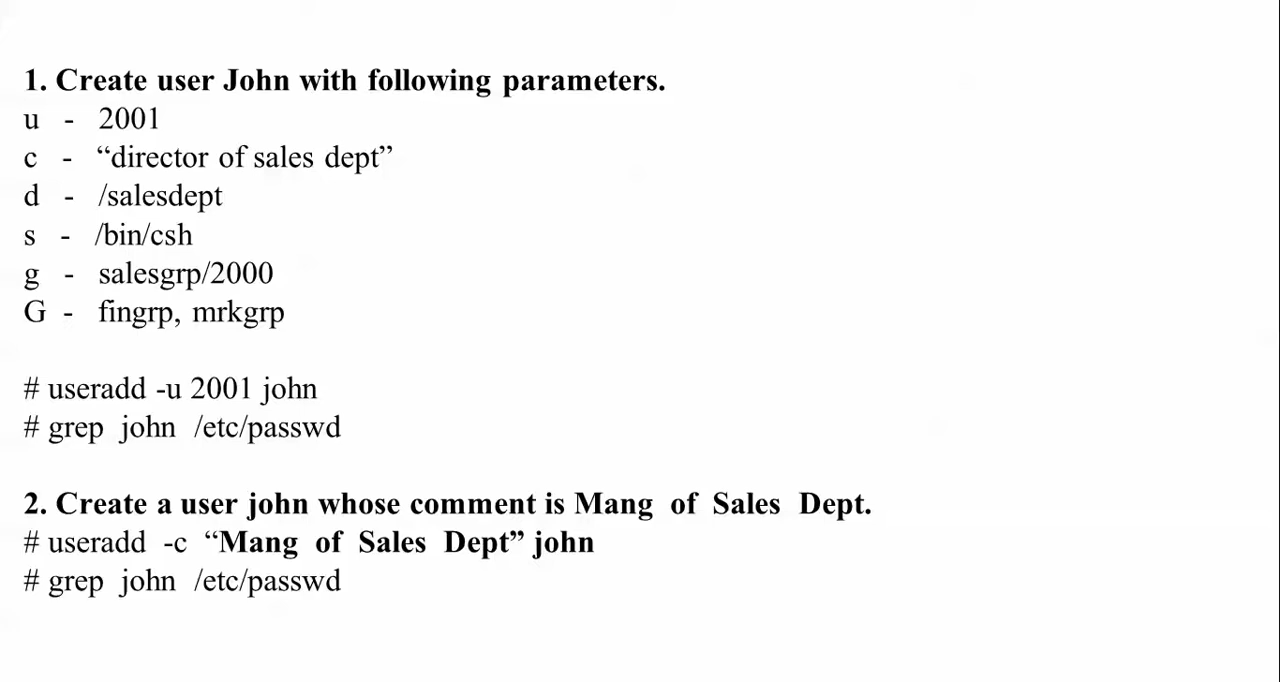 1. Create user John with following parameters.
u - 2001
c - “director of sales dept”
d - /salesdept
s - /bin/csh
g - salesgrp/2000
G - fingrp, mrkgrp
# useradd -u 2001 john
# grep john /etc/passwd
2. Create a user john whose comment is Mang of Sales Dept.
# useradd -c “Mang of Sales Dept” john
# grep john /etc/passwd